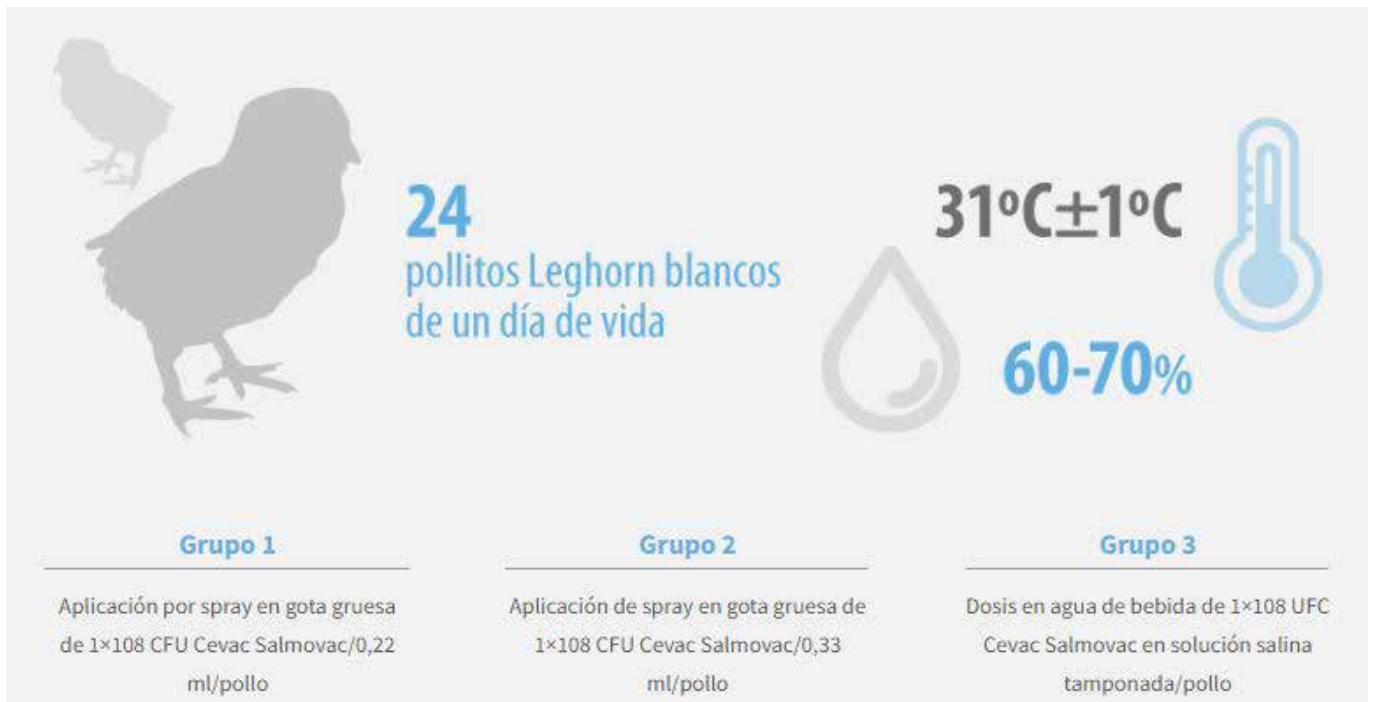 24
pollitos Leghorn blancos
de un día de vida
31ºC±1ºC
60-70%
Grupo 1
Aplicación por spray en gota gruesa
de 1×108 CFU Cevac Salmovac/0,22
ml/pollo
Grupo 2
Aplicación de spray en gota gruesa de
1×108 CFU Cevac Salmovac/0,33
ml/pollo
Grupo 3
Dosis en agua de bebida de 1×108 UFC
Cevac Salmovac en solución salina
tamponada/pollo